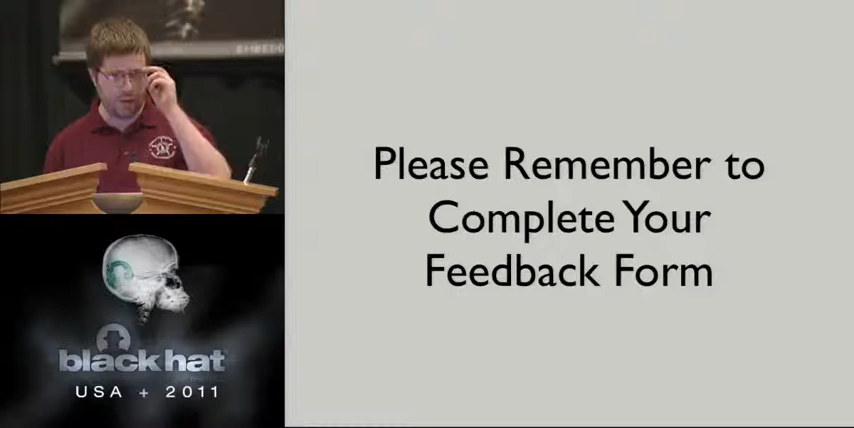 Please Remember to
Complete Your
Feedback Form
black hat
USA + 2011